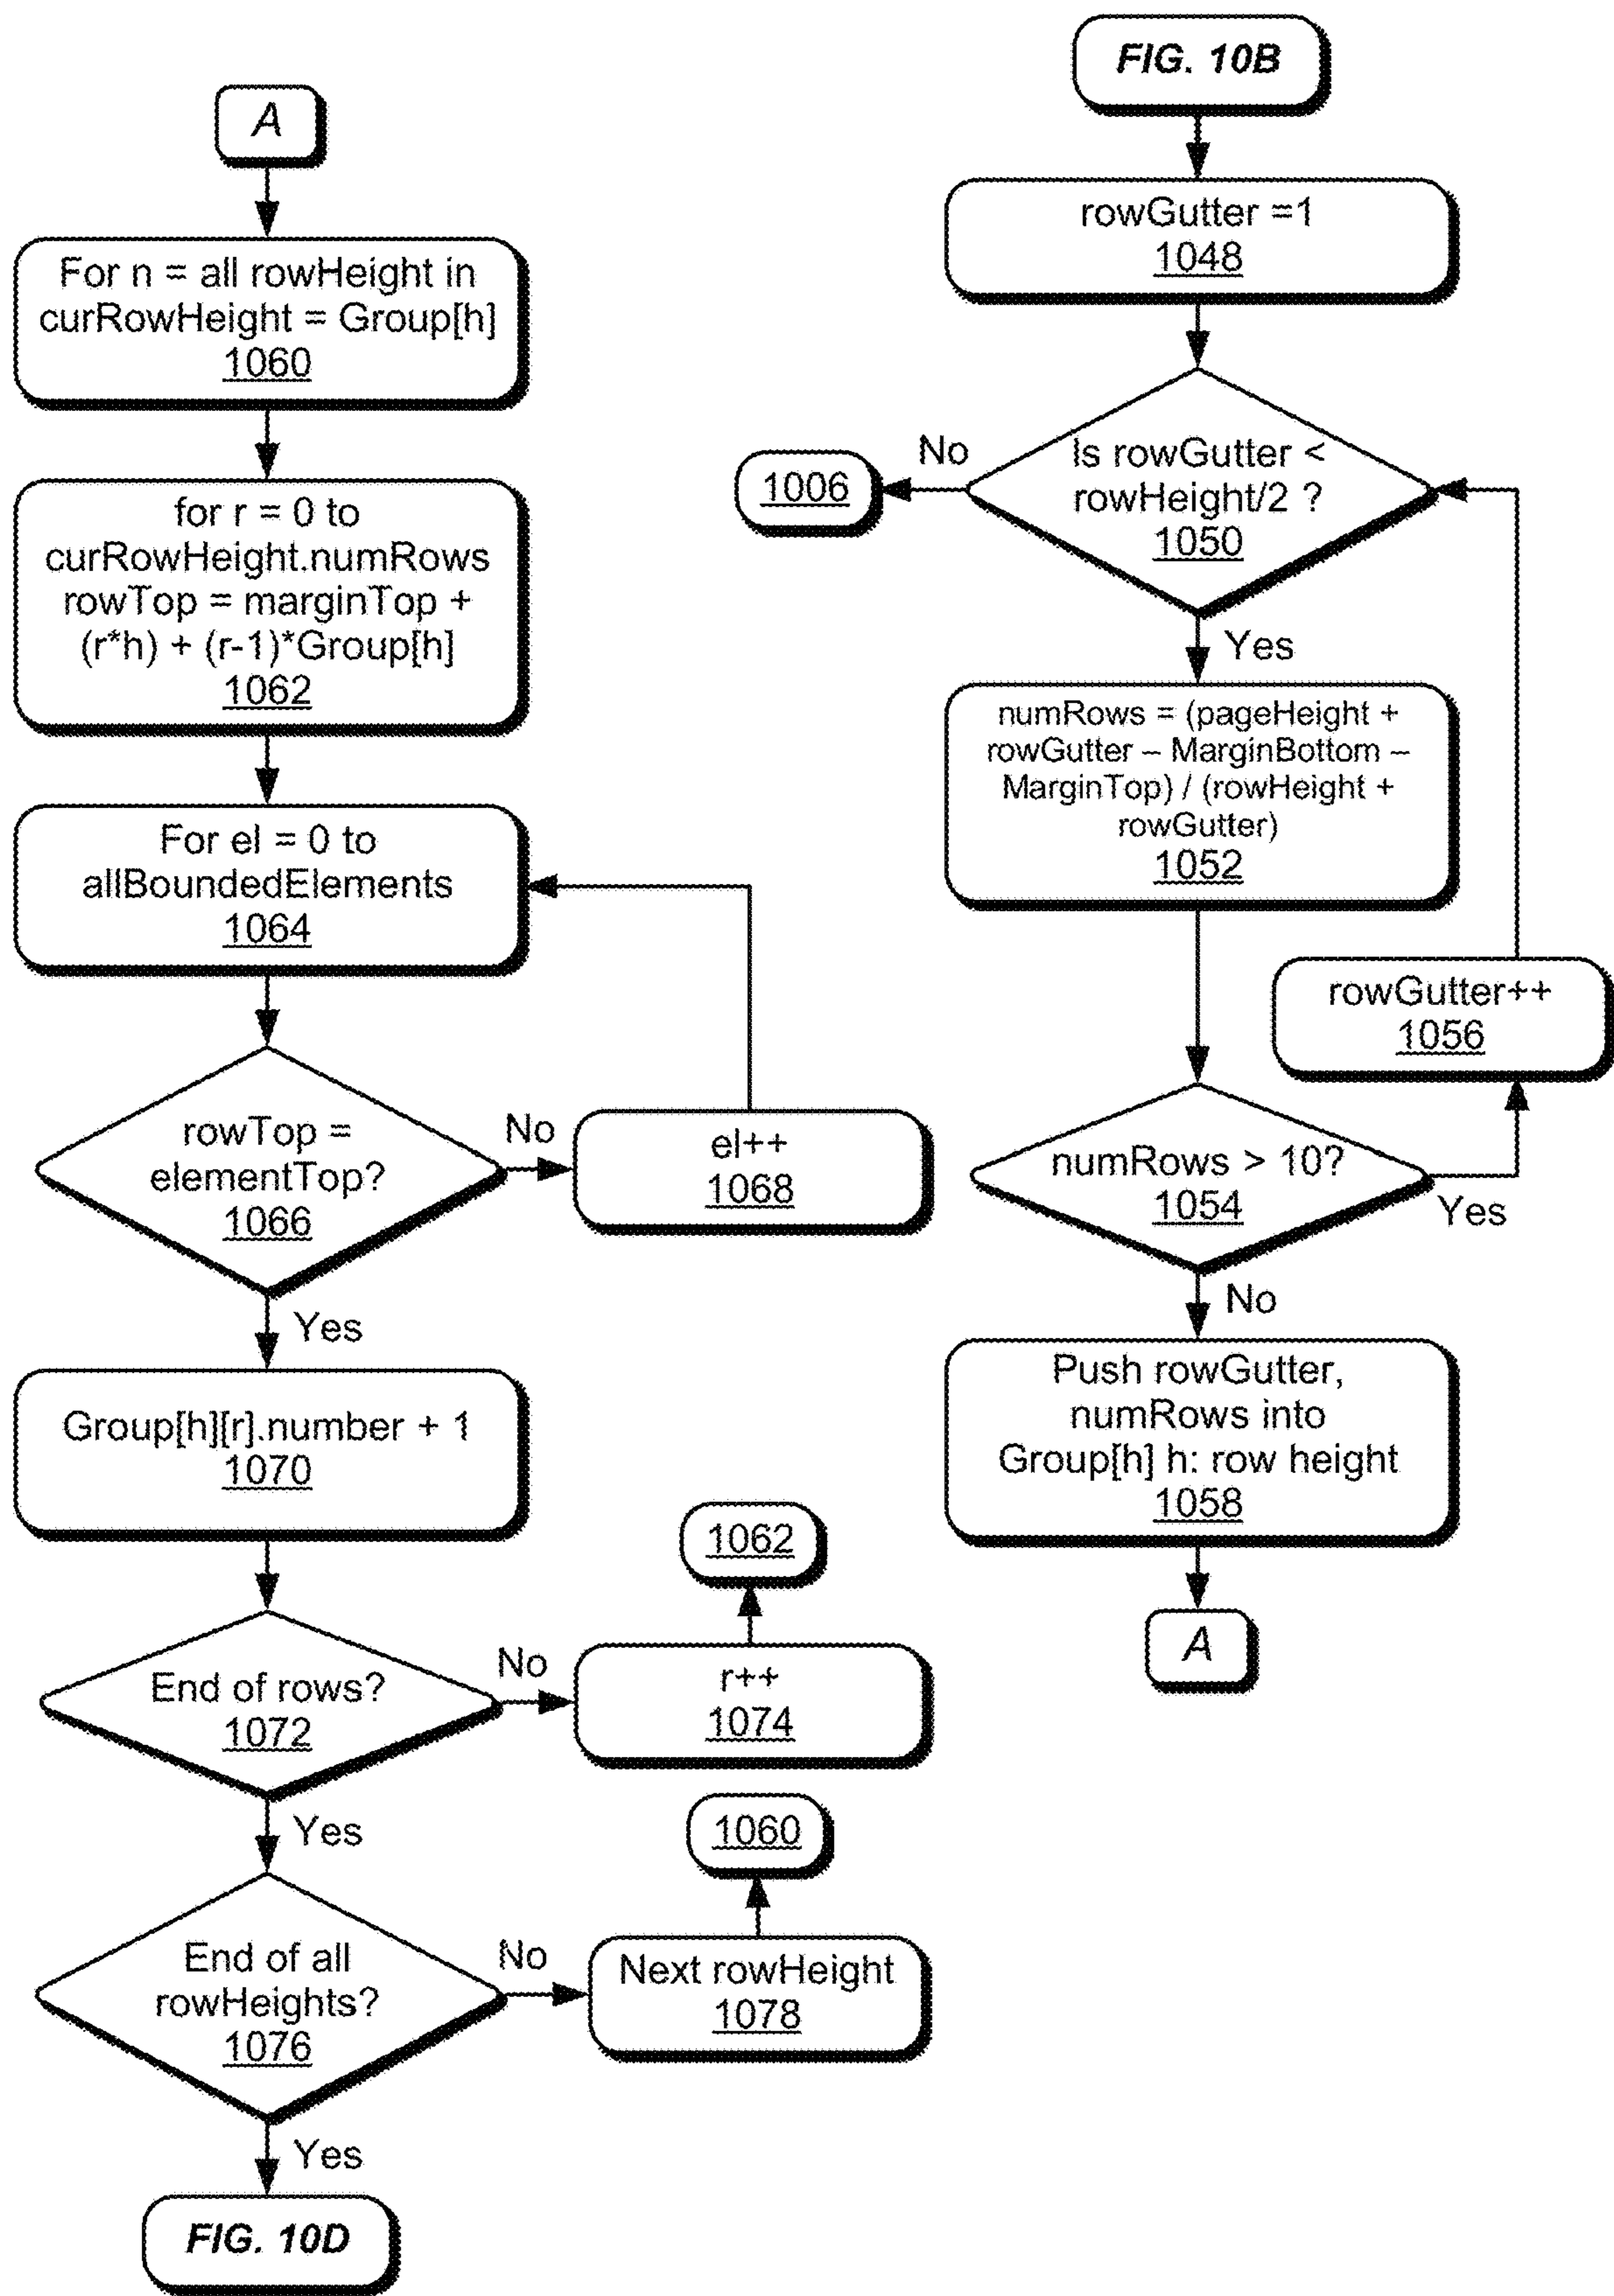 FIG. 10B
rowGutter =1
1048
Is rowGutter <
rowHeight/2 ?
1050
No
1006
Yes
numRows = (pageHeight +
rowGutter – MarginBottom –
MarginTop) / (rowHeight +
rowGutter)
1052
rowGutter++
1056
numRows > 10?
1054
Yes
No
Push rowGutter,
numRows into
Group[h] h: row height
1058
A
A
For n = all rowHeight in
curRowHeight = Group[h]
1060
for r = 0 to
curRowHeight.numRows
rowTop = marginTop +
(r*h) + (r-1)*Group[h]
1062
For el = 0 to
allBoundedElements
1064
rowTop =
elementTop?
1066
No
el++
1068
Yes
Group[h][r].number + 1
1070
End of rows?
1072
No
r++
1074
1062
Yes
End of all
rowHeights?
1076
No
Next rowHeight
1078
1060
Yes
FIG. 10D